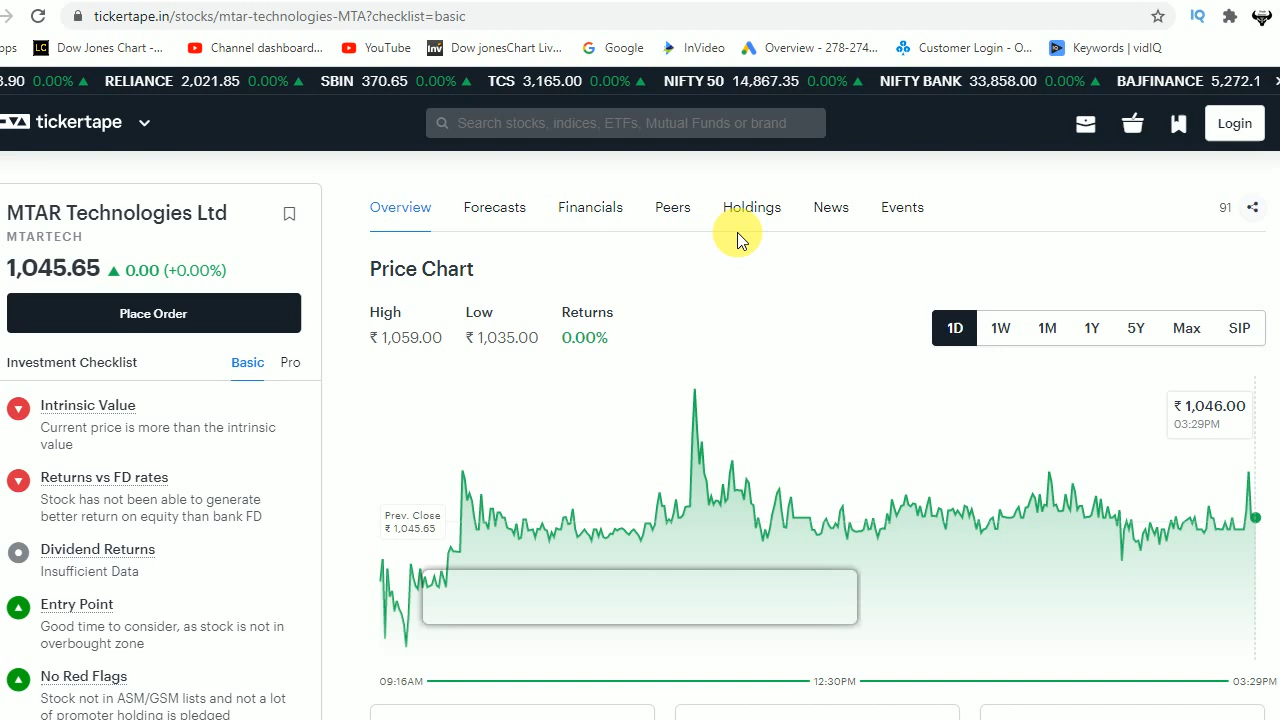 tickertape.in/stocks/mtar-technologies-MTA?checklist=basic
Dow Jones Chart -... Channel dashboard... YouTube Dow jonesChart Liv... Google InVideo Overview - 278-274... Customer Login - O... Keywords | vidIQ
0.00% RELIANCE 2,021.85 0.00% SBIN 370.65 0.00% TCS 3,165.00 0.00% NIFTY 50 14,867.35 0.00% NIFTY BANK 33,858.00 0.00% BAJFINANCE 5,272.1
tickertape
Search stocks, indices, ETFs, Mutual Funds or brand
Login
MTAR Technologies Ltd
MTARTECH
1,045.65 0.00 (+0.00%)
Place Order
Investment Checklist Basic Pro
Intrinsic Value
Current price is more than the intrinsic
value
Returns vs FD rates
Stock has not been able to generate
better return on equity than bank FD
Dividend Returns
Insufficient Data
Entry Point
Good time to consider, as stock is not in
overbought zone
No Red Flags
Stock not in ASM/GSM lists and not a lot
of promoter holding is pledged
Overview Forecasts Financials Peers Holdings News Events 91
Price Chart
High Low Returns
₹ 1,059.00 ₹ 1,035.00 0.00%
1D 1W 1M 1Y 5Y Max SIP
₹ 1,046.00
03:29PM
Prev. Close
₹ 1,045.65
09:16AM 12:30PM 03:29PM